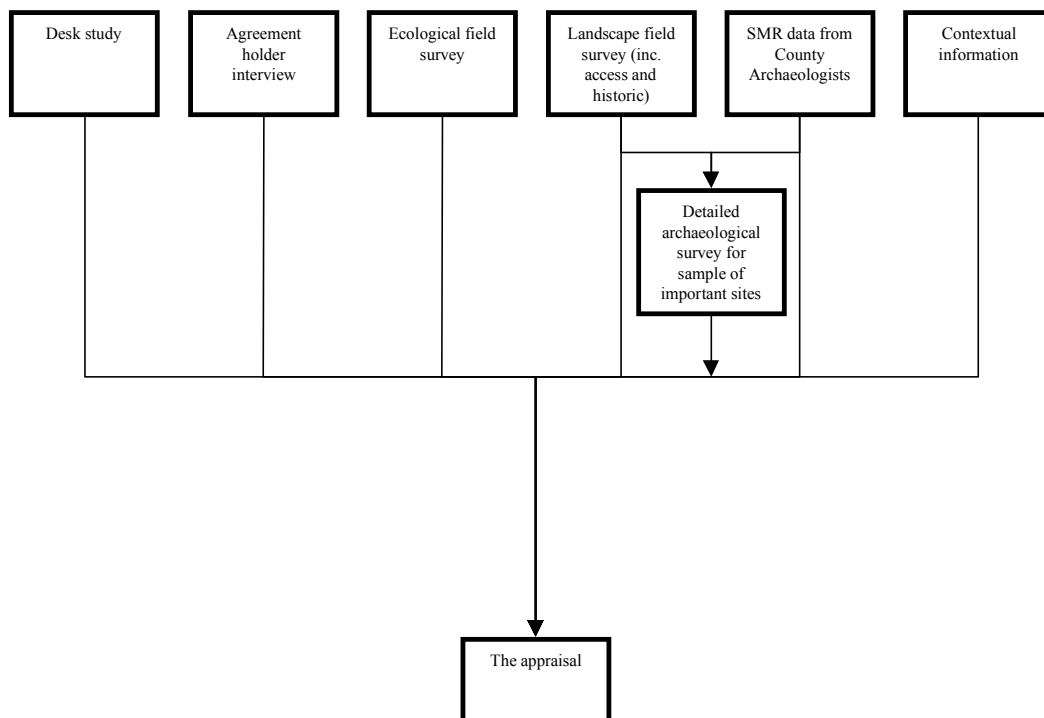 Desk study
Agreement
holder
interview
Ecological field
survey
Landscape field
survey (inc.
access and
historic)
SMR data from
County
Archaeologists
Contextual
information
Detailed
archaeological
survey for
sample of
important sites
The appraisal